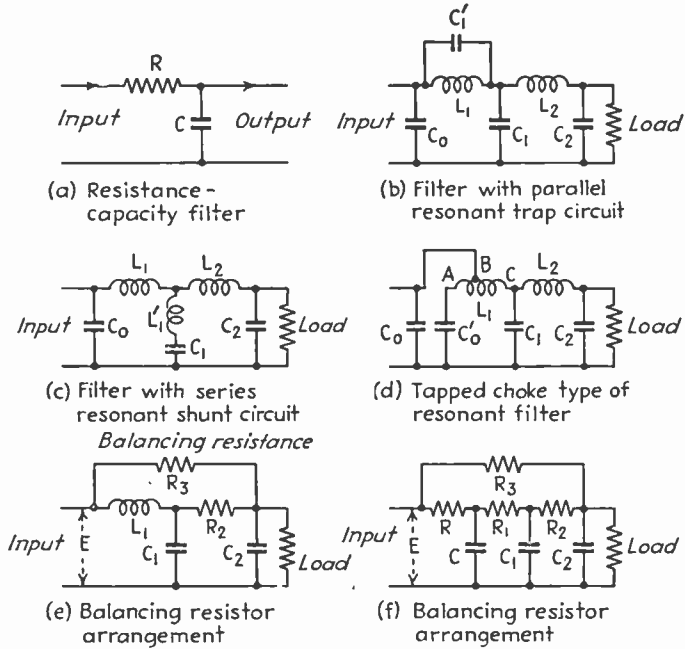 R
Input
C
Output
(a) Resistance-
capacity filter
C₁′
L₁
L₂
Input
C₀
C₁
C₂
Load
(b) Filter with parallel
resonant trap circuit
L₁
L₂
Input
C₀
L₁′
C₁
C₂
Load
(c) Filter with series
resonant shunt circuit
A
B
C
L₂
L₁
C₀
C₀′
C₁
C₂
Load
(d) Tapped choke type of
resonant filter
Balancing resistance
R₃
L₁
R₂
Input
E
C₁
C₂
Load
(e) Balancing resistor
arrangement
R₃
R
R₁
R₂
Input
E
C
C₁
C₂
Load
(f) Balancing resistor
arrangement